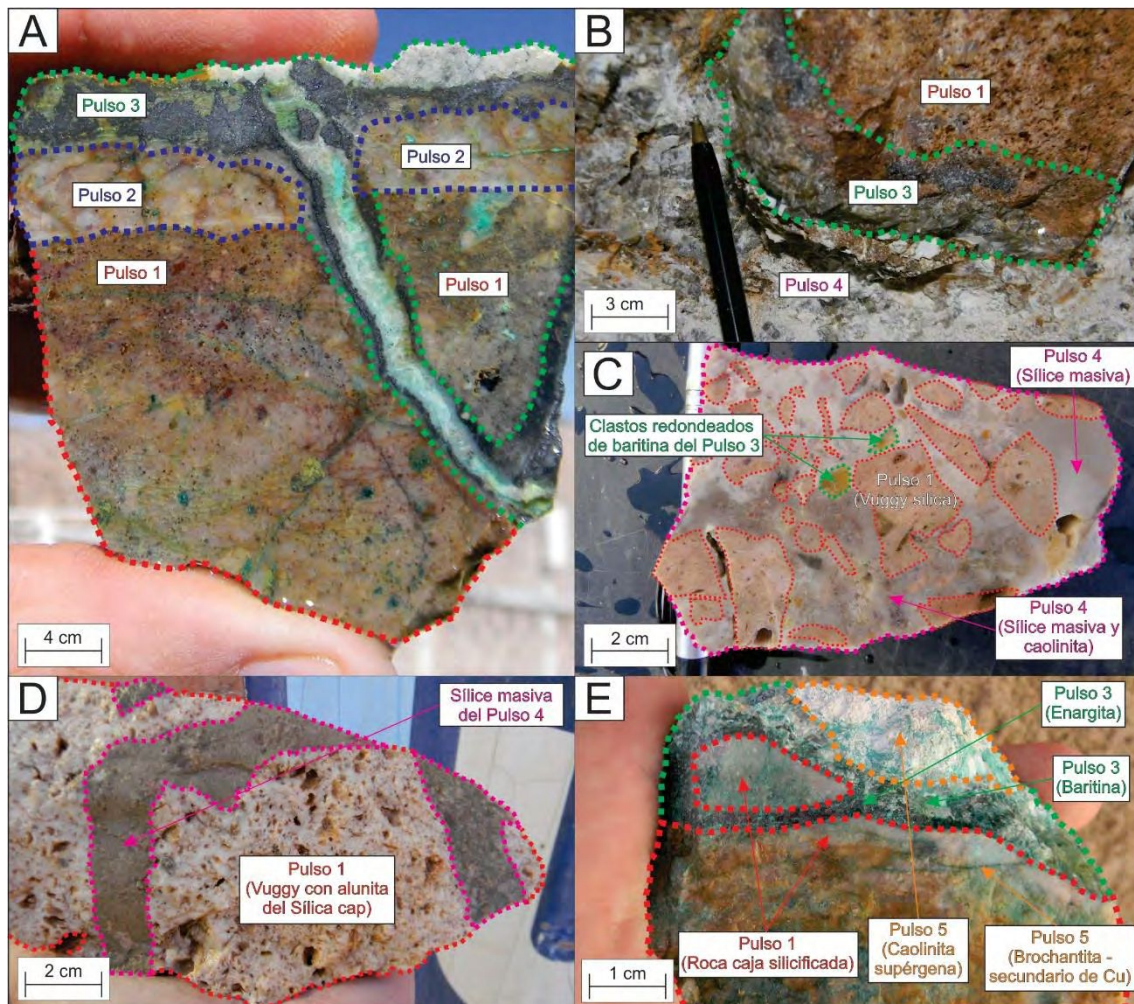 A
Pulso 3
Pulso 2
Pulso 2
Pulso 1
Pulso 1
4 cm
B
Pulso 1
Pulso 3
Pulso 4
3 cm
C
Pulso 4
(Sílice masiva)
Clastos redondeados
de baritina del Pulso 3
Pulso 1
(Vuggy silica)
Pulso 4
(Sílice masiva y
caolinita)
2 cm
D
Sílice masiva
del Pulso 4
Pulso 1
(Vuggy con alunita
del Sílica cap)
2 cm
E
Pulso 3
(Enargita)
Pulso 3
(Baritina)
Pulso 1
(Roca caja silicificada)
Pulso 5
(Caolinita
supérgena)
Pulso 5
(Brochantita -
secundario de Cu)
1 cm